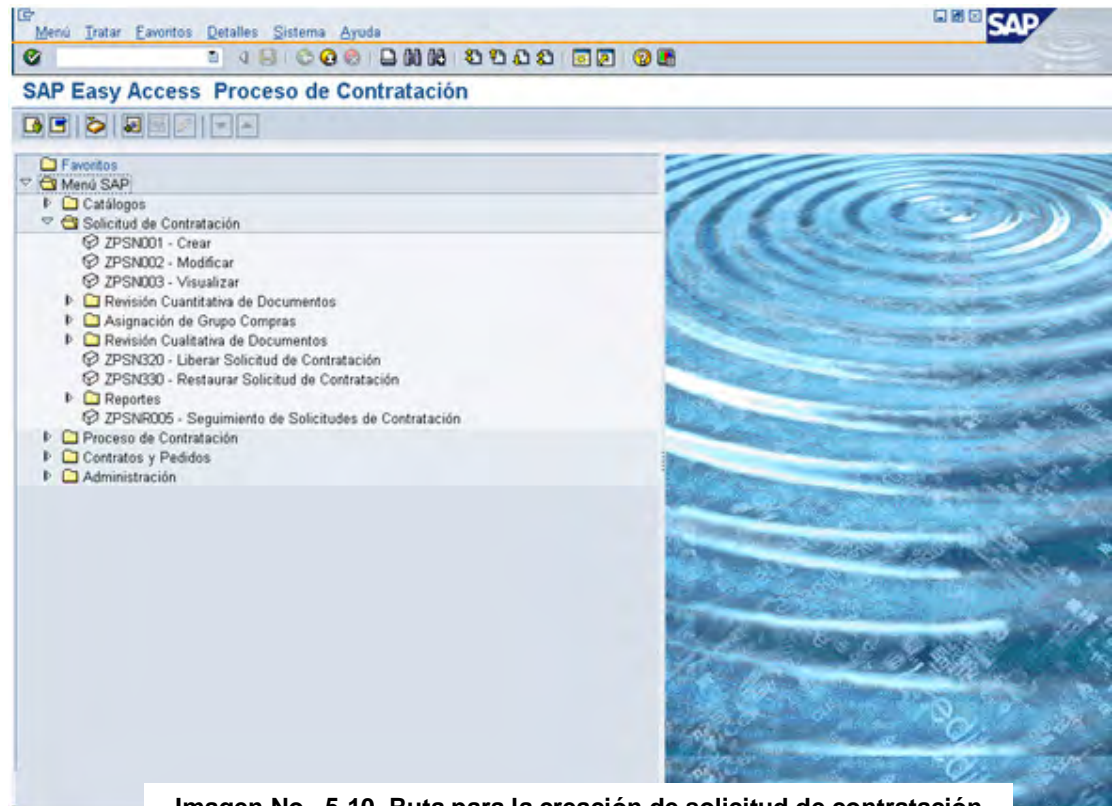 Menú Tratar Favoritos Detalles Sistema Ayuda
SAP
SAP Easy Access Proceso de Contratación
Favoritos
Menú SAP
Catálogos
Solicitud de Contratación
ZPSN001 - Crear
ZPSN002 - Modificar
ZPSN003 - Visualizar
Revisión Cuantitativa de Documentos
Asignación de Grupo Compras
Revisión Cualitativa de Documentos
ZPSN320 - Liberar Solicitud de Contratación
ZPSN330 - Restaurar Solicitud de Contratación
Reportes
ZPSNR005 - Seguimiento de Solicitudes de Contratación
Proceso de Contratación
Contratos y Pedidos
Administración
Imagen No. 5.10 Ruta para la creación de solicitud de contratación